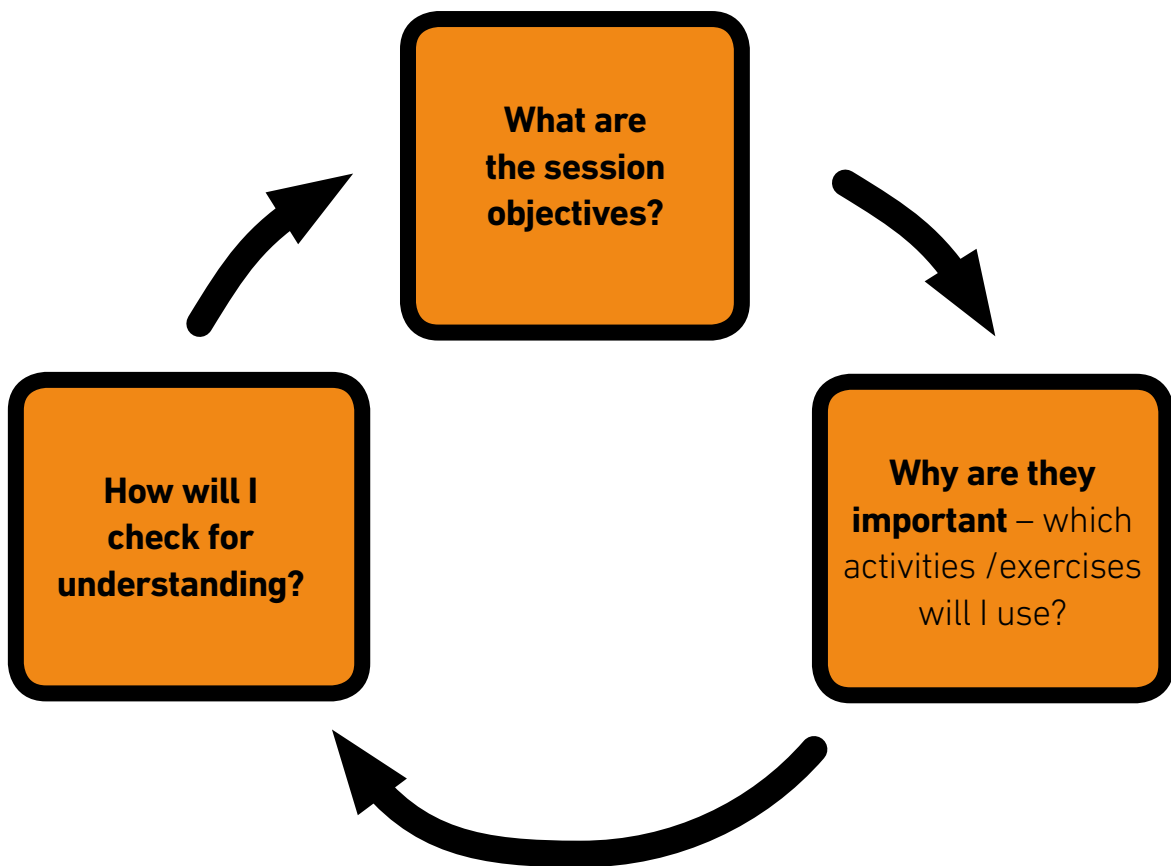 What are
the session
objectives?
Why are they
important – which
activities /exercises
will I use?
How will I
check for
understanding?